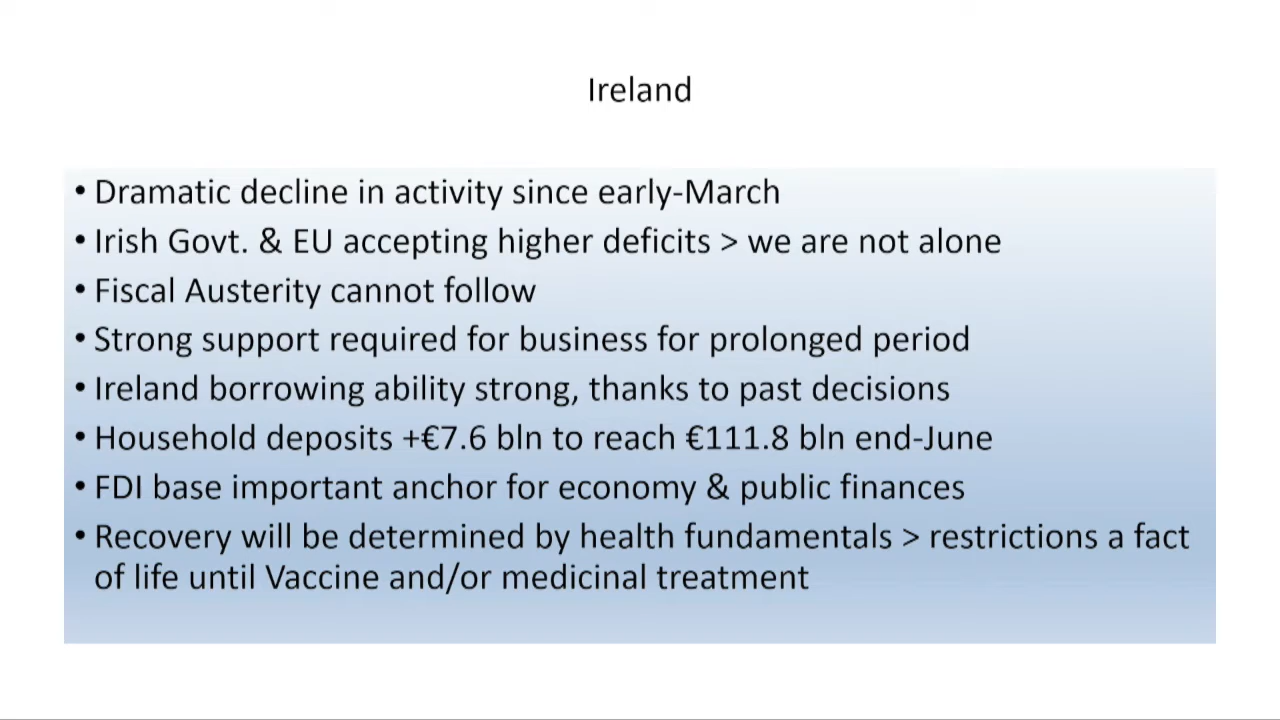 Ireland
• Dramatic decline in activity since early-March
• Irish Govt. & EU accepting higher deficits > we are not alone
• Fiscal Austerity cannot follow
• Strong support required for business for prolonged period
• Ireland borrowing ability strong, thanks to past decisions
• Household deposits +€7.6 bln to reach €111.8 bln end-June
• FDI base important anchor for economy & public finances
• Recovery will be determined by health fundamentals > restrictions a fact
of life until Vaccine and/or medicinal treatment